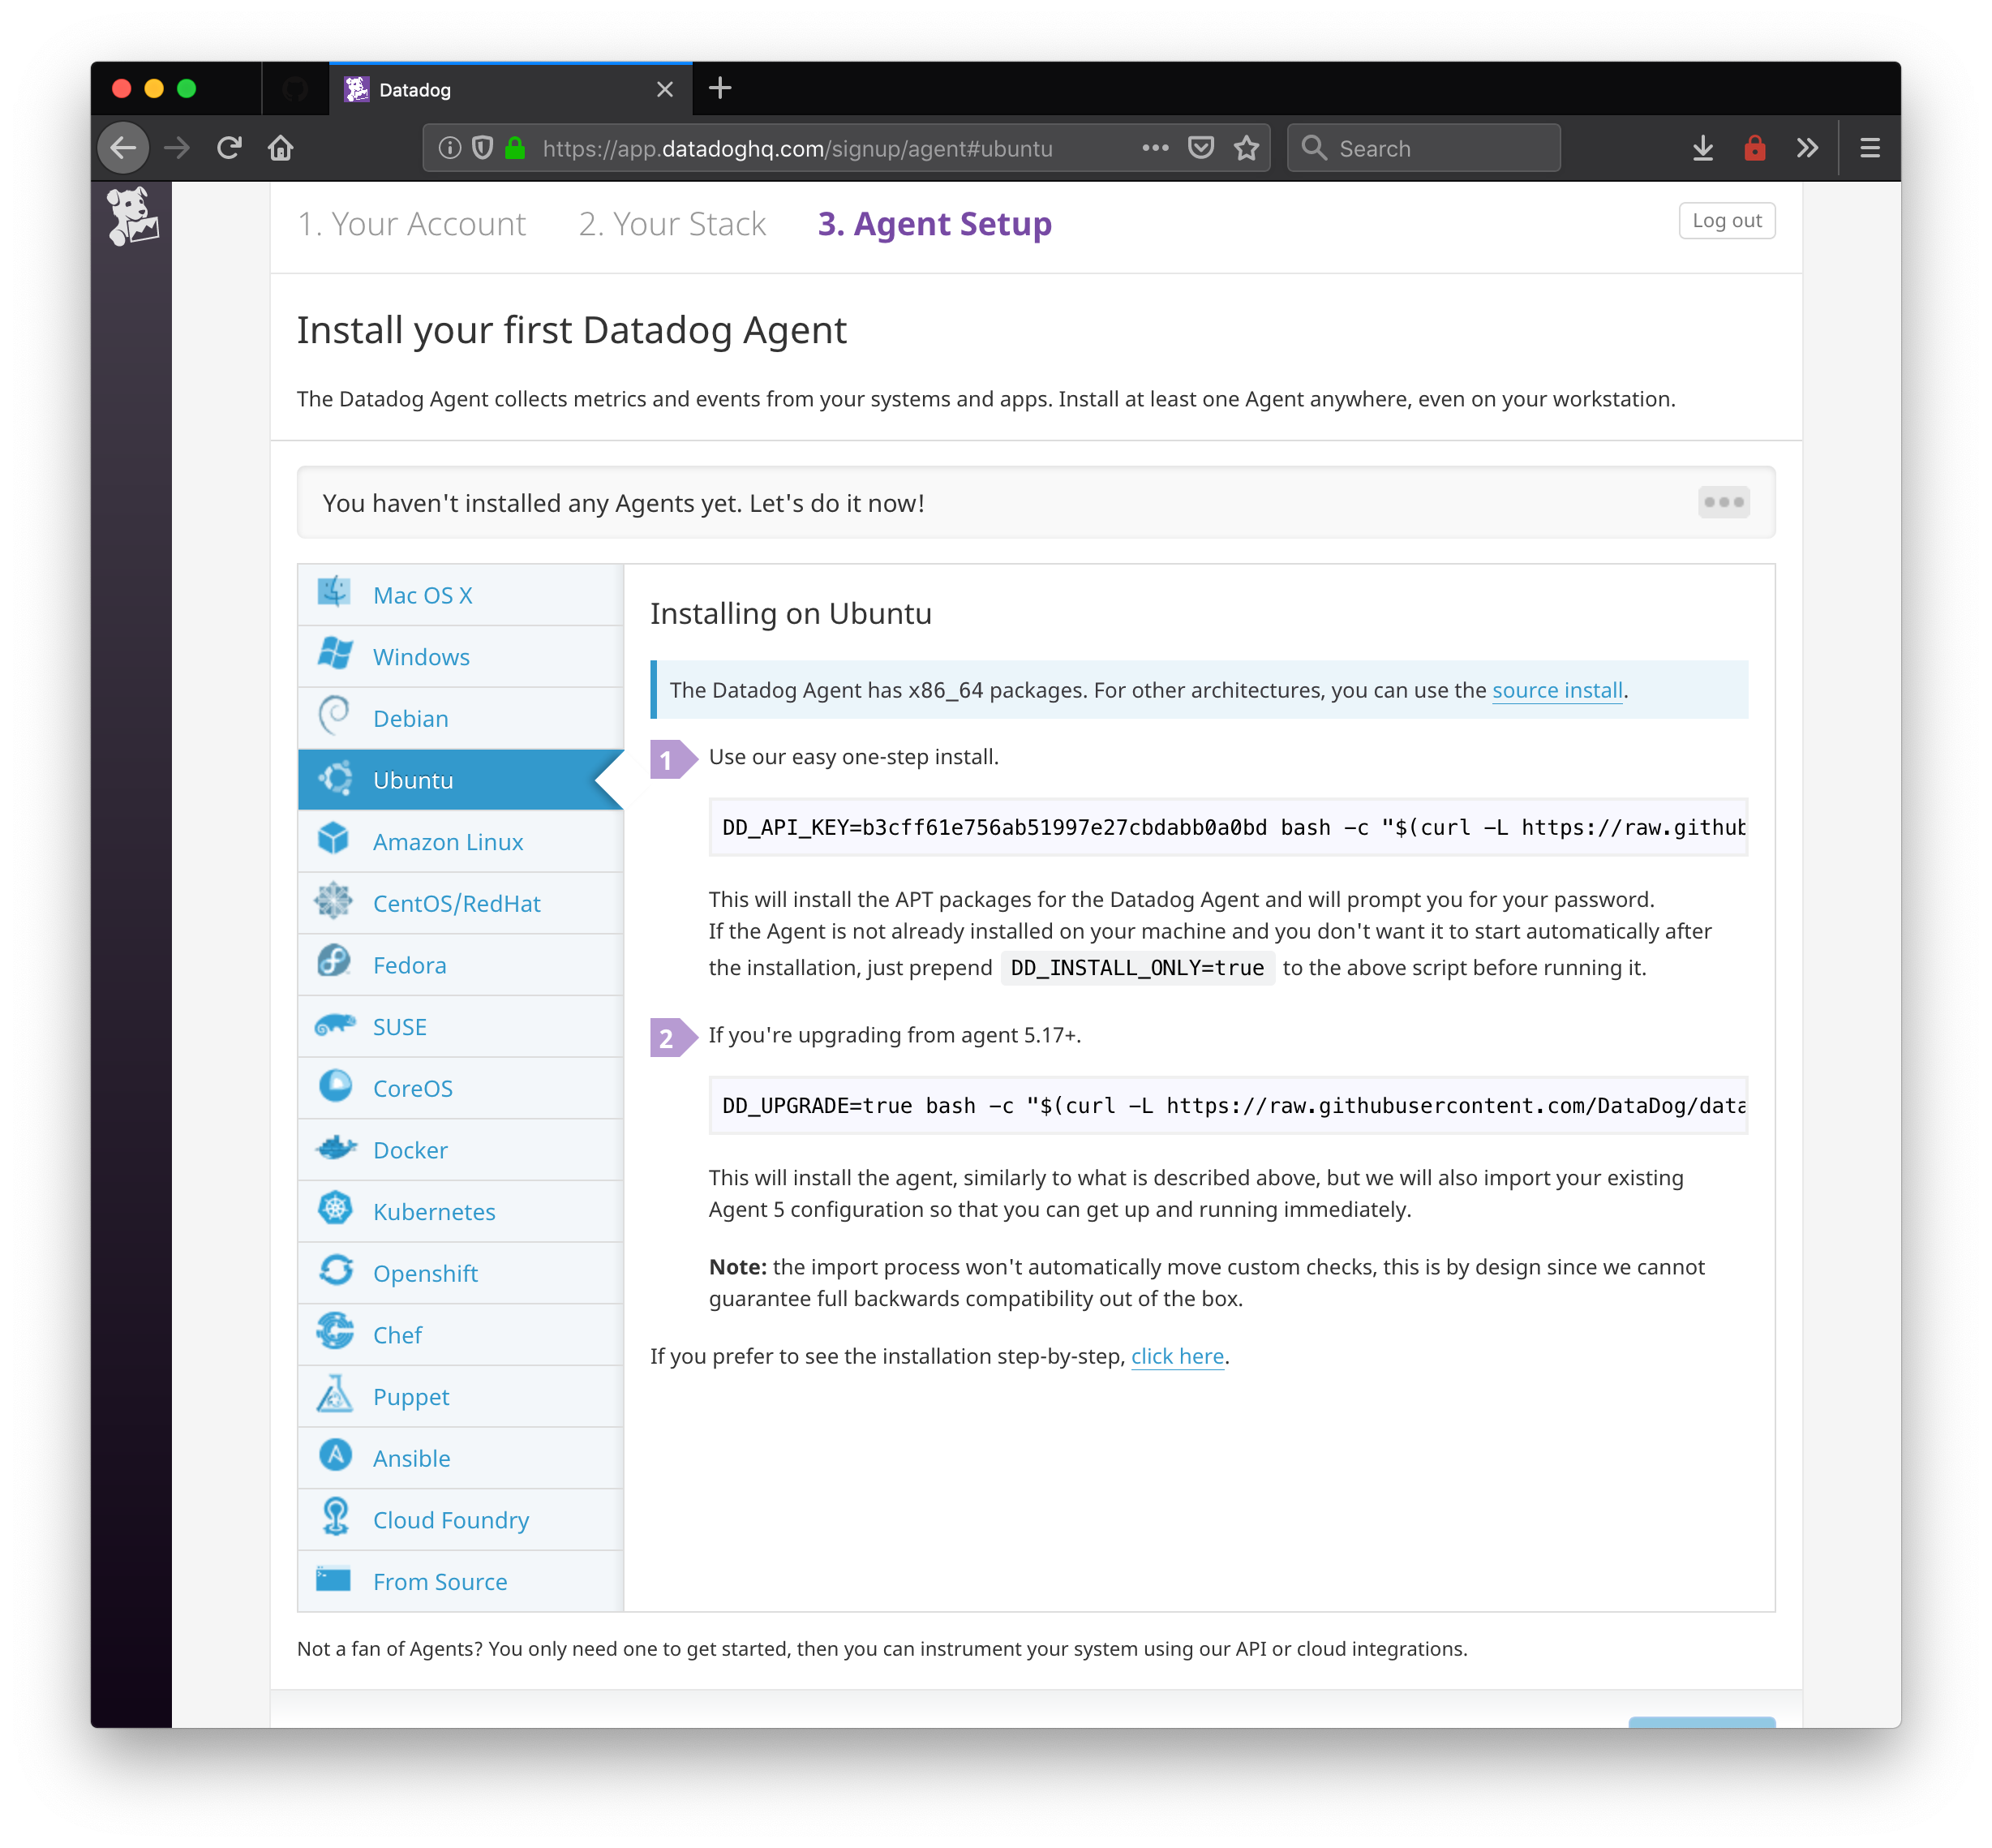 Datadog
https://app.datadoghq.com/signup/agent#ubuntu
Search
1. Your Account 2. Your Stack 3. Agent Setup
Log out
Install your first Datadog Agent
The Datadog Agent collects metrics and events from your systems and apps. Install at least one Agent anywhere, even on your workstation.
You haven't installed any Agents yet. Let's do it now!
Mac OS X
Windows
Debian
Ubuntu
Amazon Linux
CentOS/RedHat
Fedora
SUSE
CoreOS
Docker
Kubernetes
Openshift
Chef
Puppet
Ansible
Cloud Foundry
From Source
Installing on Ubuntu
The Datadog Agent has x86_64 packages. For other architectures, you can use the source install.
1 Use our easy one-step install.
DD_API_KEY=b3cff61e756ab51997e27cbdabb0a0bd bash -c "$(curl -L https://raw.github
This will install the APT packages for the Datadog Agent and will prompt you for your password.
If the Agent is not already installed on your machine and you don't want it to start automatically after
the installation, just prepend DD_INSTALL_ONLY=true to the above script before running it.
2 If you're upgrading from agent 5.17+.
DD_UPGRADE=true bash -c "$(curl -L https://raw.githubusercontent.com/DataDog/data
This will install the agent, similarly to what is described above, but we will also import your existing
Agent 5 configuration so that you can get up and running immediately.
Note: the import process won't automatically move custom checks, this is by design since we cannot
guarantee full backwards compatibility out of the box.
If you prefer to see the installation step-by-step, click here.
Not a fan of Agents? You only need one to get started, then you can instrument your system using our API or cloud integrations.